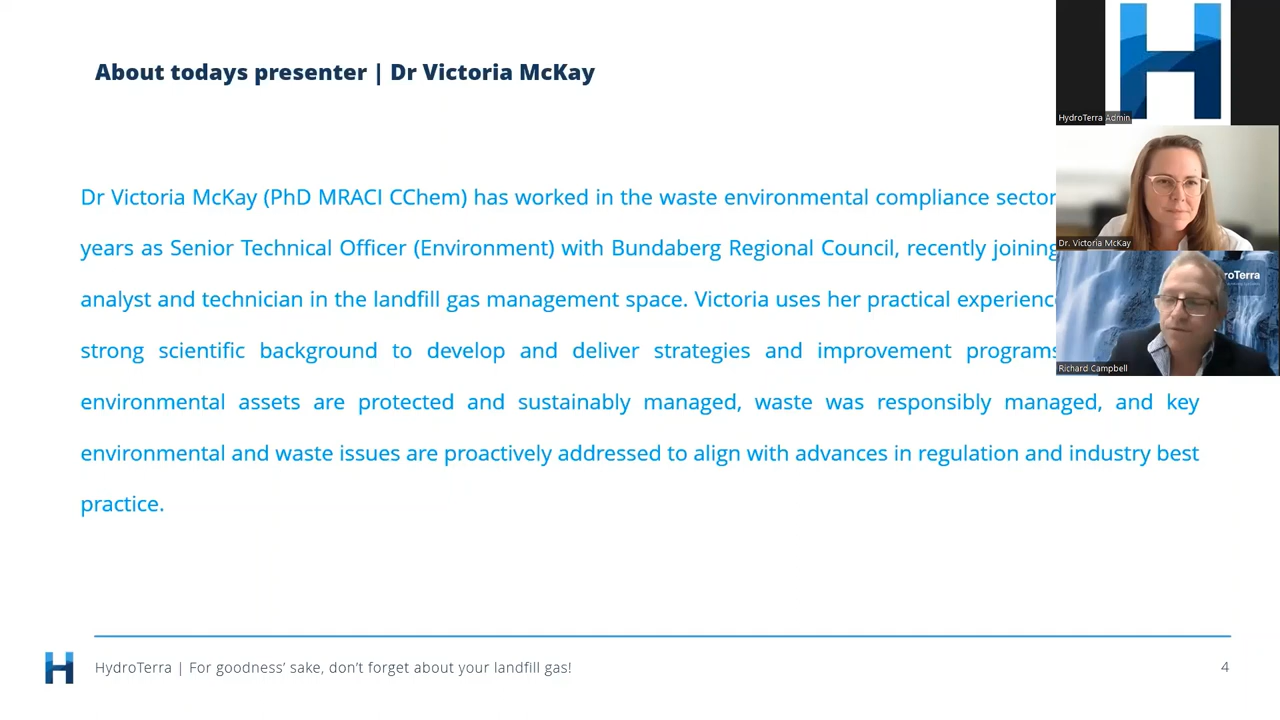 About todays presenter | Dr Victoria McKay
Dr Victoria McKay (PhD MRACI CChem) has worked in the waste environmental compliance sector
years as Senior Technical Officer (Environment) with Bundaberg Regional Council, recently joining
analyst and technician in the landfill gas management space. Victoria uses her practical experience
strong scientific background to develop and deliver strategies and improvement programs
environmental assets are protected and sustainably managed, waste was responsibly managed, and key
environmental and waste issues are proactively addressed to align with advances in regulation and industry best
practice.
HydroTerra Admin
Dr. Victoria McKay
roTerra
Richard Campbell
HydroTerra | For goodness' sake, don't forget about your landfill gas!
4